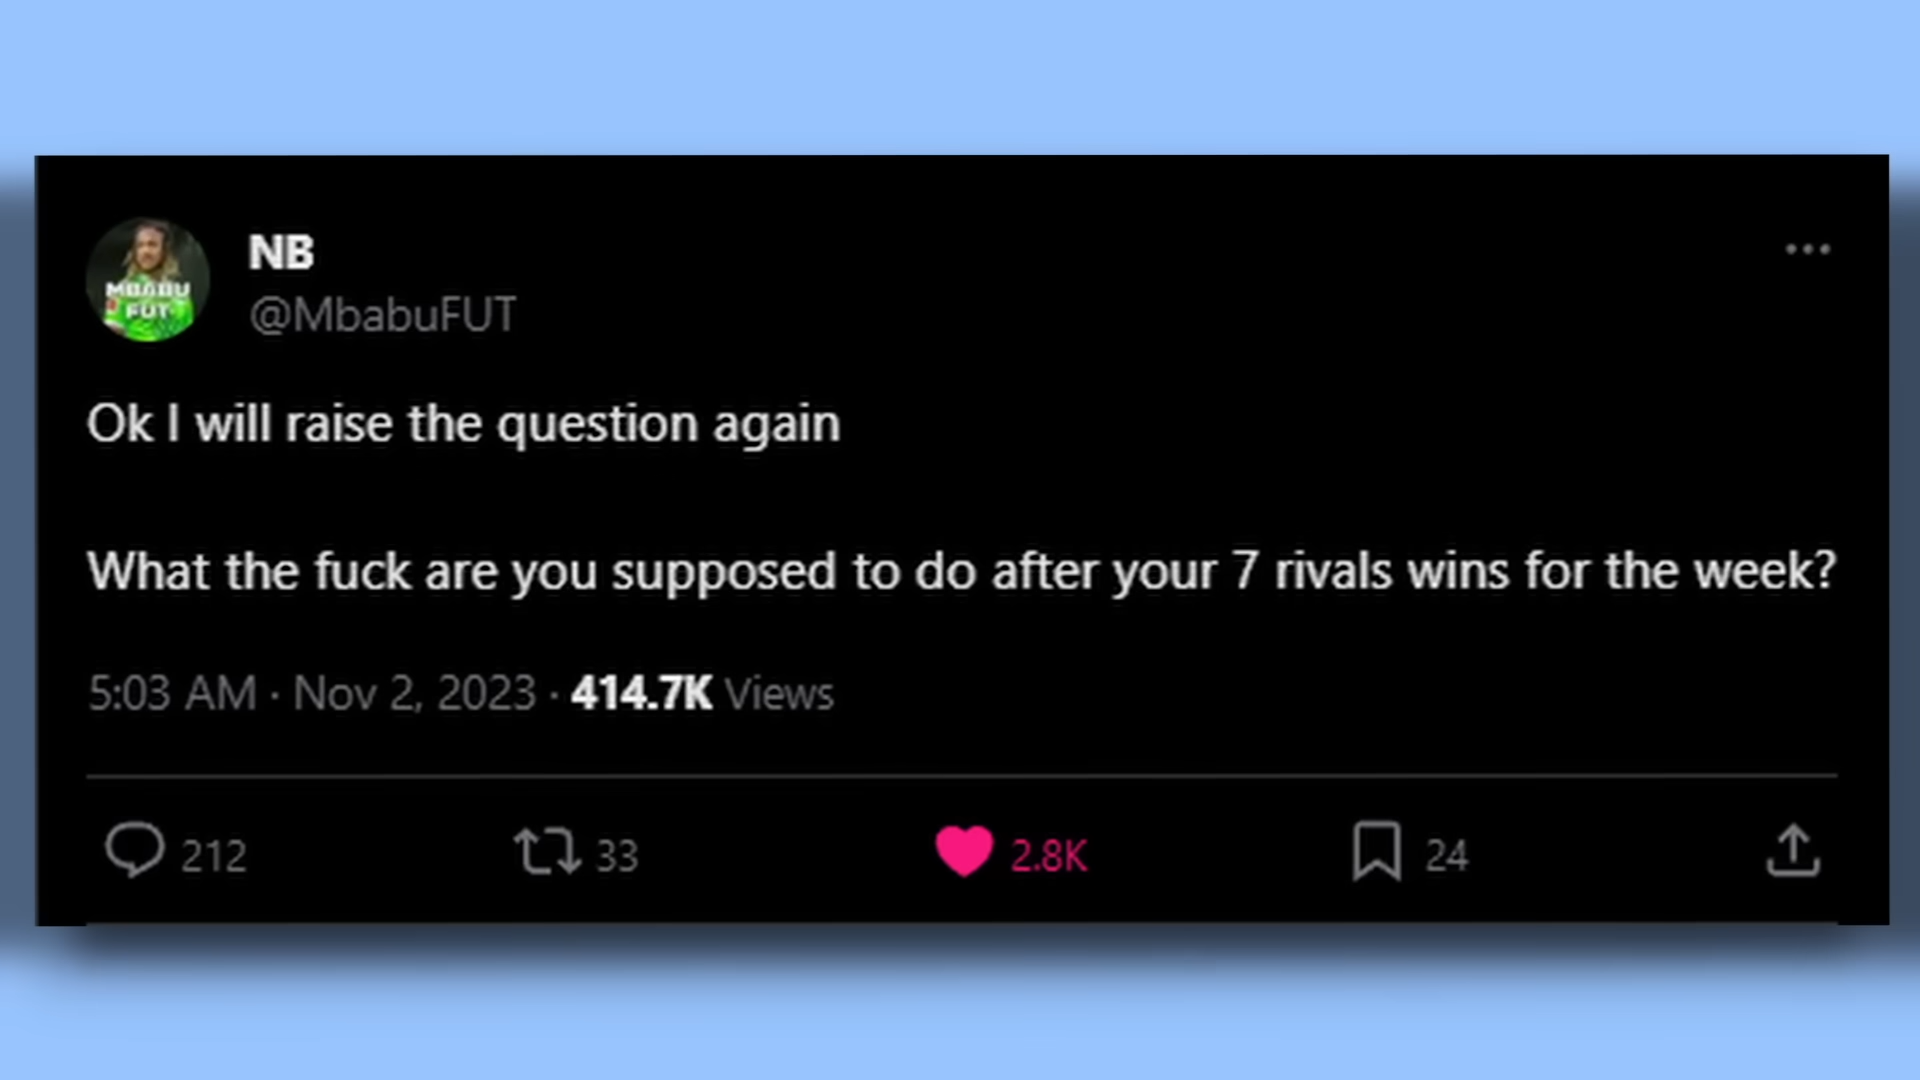 NB
@MbabuFUT
MBABU
FUT
Ok I will raise the question again
What the fuck are you supposed to do after your 7 rivals wins for the week?
5:03 AM · Nov 2, 2023 · 414.7K Views
212 33 2.8K 24